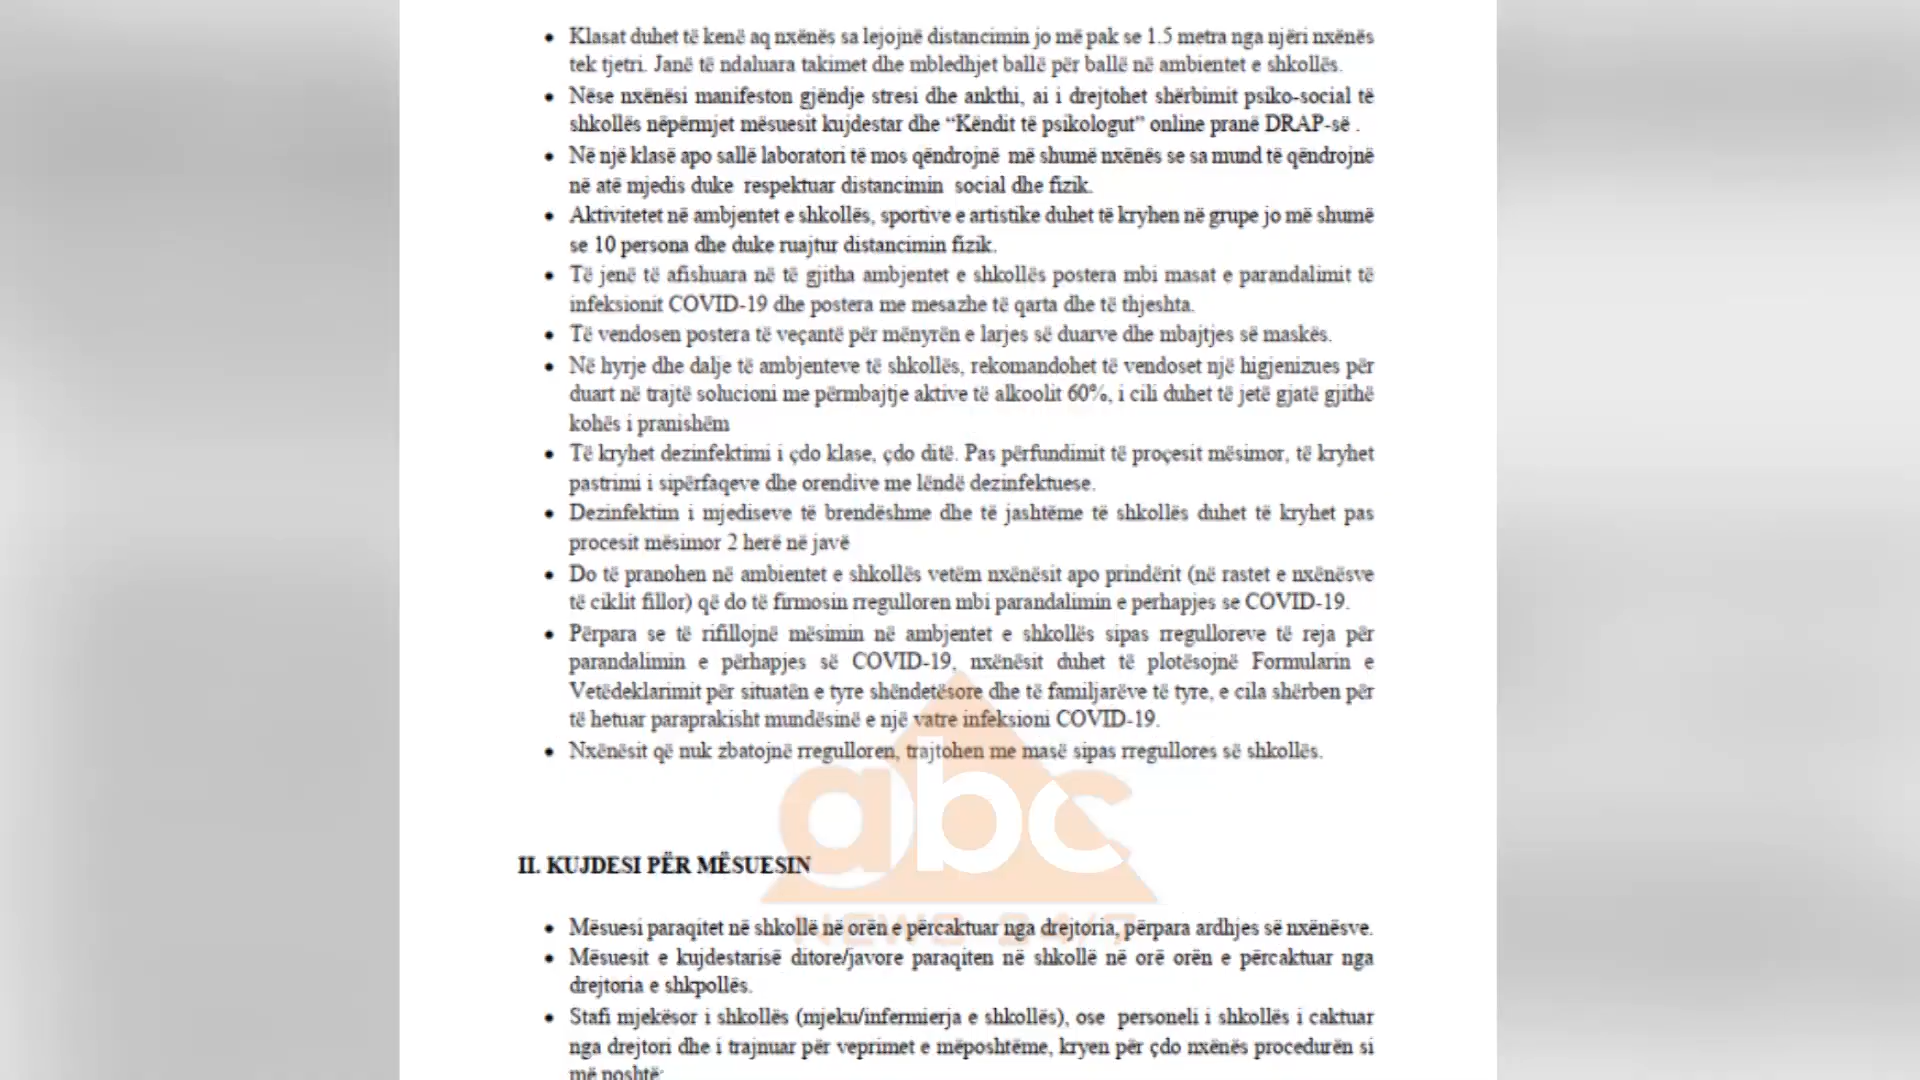 • Klasat duhet të kenë aq nxënës sa lejojnë distancimin jo më pak se 1.5 metra nga njëri nxënës
tek tjetri. Janë të ndaluara takimet dhe mbledhjet ballë për ballë në ambientet e shkollës.
• Nëse nxënësi manifeston gjëndje stresi dhe ankthi, ai i drejtohet shërbimit psiko-social të
shkollës nëpërmjet mësuesit kujdestar dhe “Këndit të psikologut” online pranë DRAP-së .
• Në një klasë apo sallë laboratori të mos qëndrojnë më shumë nxënës se sa mund të qëndrojnë
në atë mjedis duke respektuar distancimin social dhe fizik.
• Aktivitetet në ambjentet e shkollës, sportive e artistike duhet të kryhen në grupe jo më shumë
se 10 persona dhe duke ruajtur distancimin fizik.
• Të jenë të afishuara në të gjitha ambjentet e shkollës postera mbi masat e parandalimit të
infeksionit COVID-19 dhe postera me mesazhe të qarta dhe të thjeshta.
• Të vendosen postera të veçantë për mënyrën e larjes së duarve dhe mbajtjes së maskës.
• Në hyrje dhe dalje të ambjenteve të shkollës, rekomandohet të vendoset një higjenizues për
duart në trajtë solucioni me përmbajtje aktive të alkoolit 60%, i cili duhet të jetë gjatë gjithë
kohës i pranishëm
• Të kryhet dezinfektimi i çdo klase, çdo ditë. Pas përfundimit të proçesit mësimor, të kryhet
pastrimi i sipërfaqeve dhe orendive me lëndë dezinfektuese.
• Dezinfektim i mjediseve të brendëshme dhe të jashtëme të shkollës duhet të kryhet pas
procesit mësimor 2 herë në javë
• Do të pranohen në ambientet e shkollës vetëm nxënësit apo prindërit (në rastet e nxënësve
të ciklit fillor) që do të firmosin rregulloren mbi parandalimin e perhapjes se COVID-19.
• Përpara se të rifillojnë mësimin në ambjentet e shkollës sipas rregulloreve të reja për
parandalimin e përhapjes së COVID-19, nxënësit duhet të plotësojnë Formularin e
Vetëdeklarimit për situatën e tyre shëndetësore dhe të familjarëve të tyre, e cila shërben për
të hetuar paraprakisht mundësinë e një vatre infeksioni COVID-19.
• Nxënësit që nuk zbatojnë rregulloren, trajtohen me masë sipas rregullores së shkollës.
abc
II. KUJDESI PËR MËSUESIN
NEWS 24/7
• Mësuesi paraqitet në shkollë në orën e përcaktuar nga drejtoria, përpara ardhjes së nxënësve.
• Mësuesit e kujdestarisë ditore/javore paraqiten në shkollë në orë orën e përcaktuar nga
drejtoria e shkpollës.
• Stafi mjekësor i shkollës (mjeku/infermierja e shkollës), ose personeli i shkollës i caktuar
nga drejtori dhe i trajnuar për veprimet e mëposhtëme, kryen për çdo nxënës procedurën si
më poshtë: